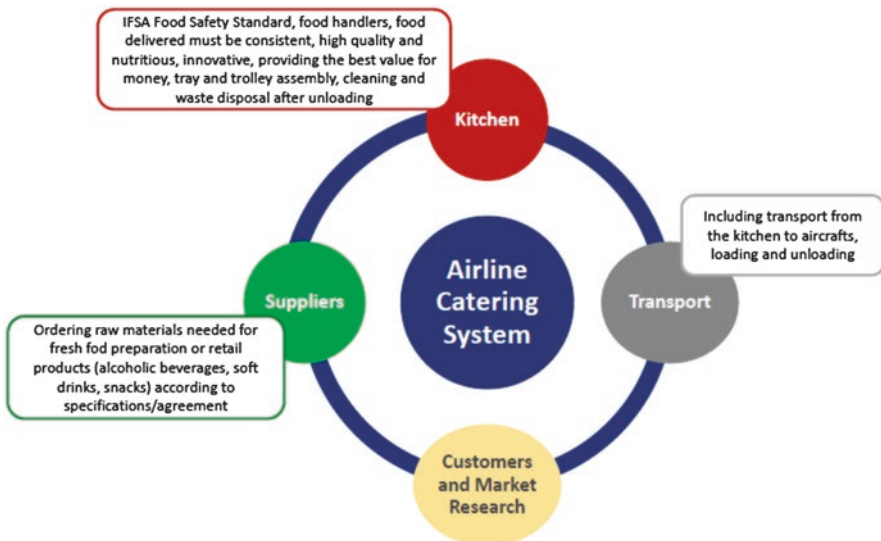 IFSA Food Safety Standard, food handlers, food
delivered must be consistent, high quality and
nutritious, innovative, providing the best value for
money, tray and trolley assembly, cleaning and
waste disposal after unloading
Kitchen
Including transport from
the kitchen to aircrafts,
loading and unloading
Airline
Catering
System
Suppliers
Transport
Ordering raw materials needed for
fresh fod preparation or retail
products (alcoholic beverages, soft
drinks, snacks) according to
specifications/agreement
Customers
and Market
Research